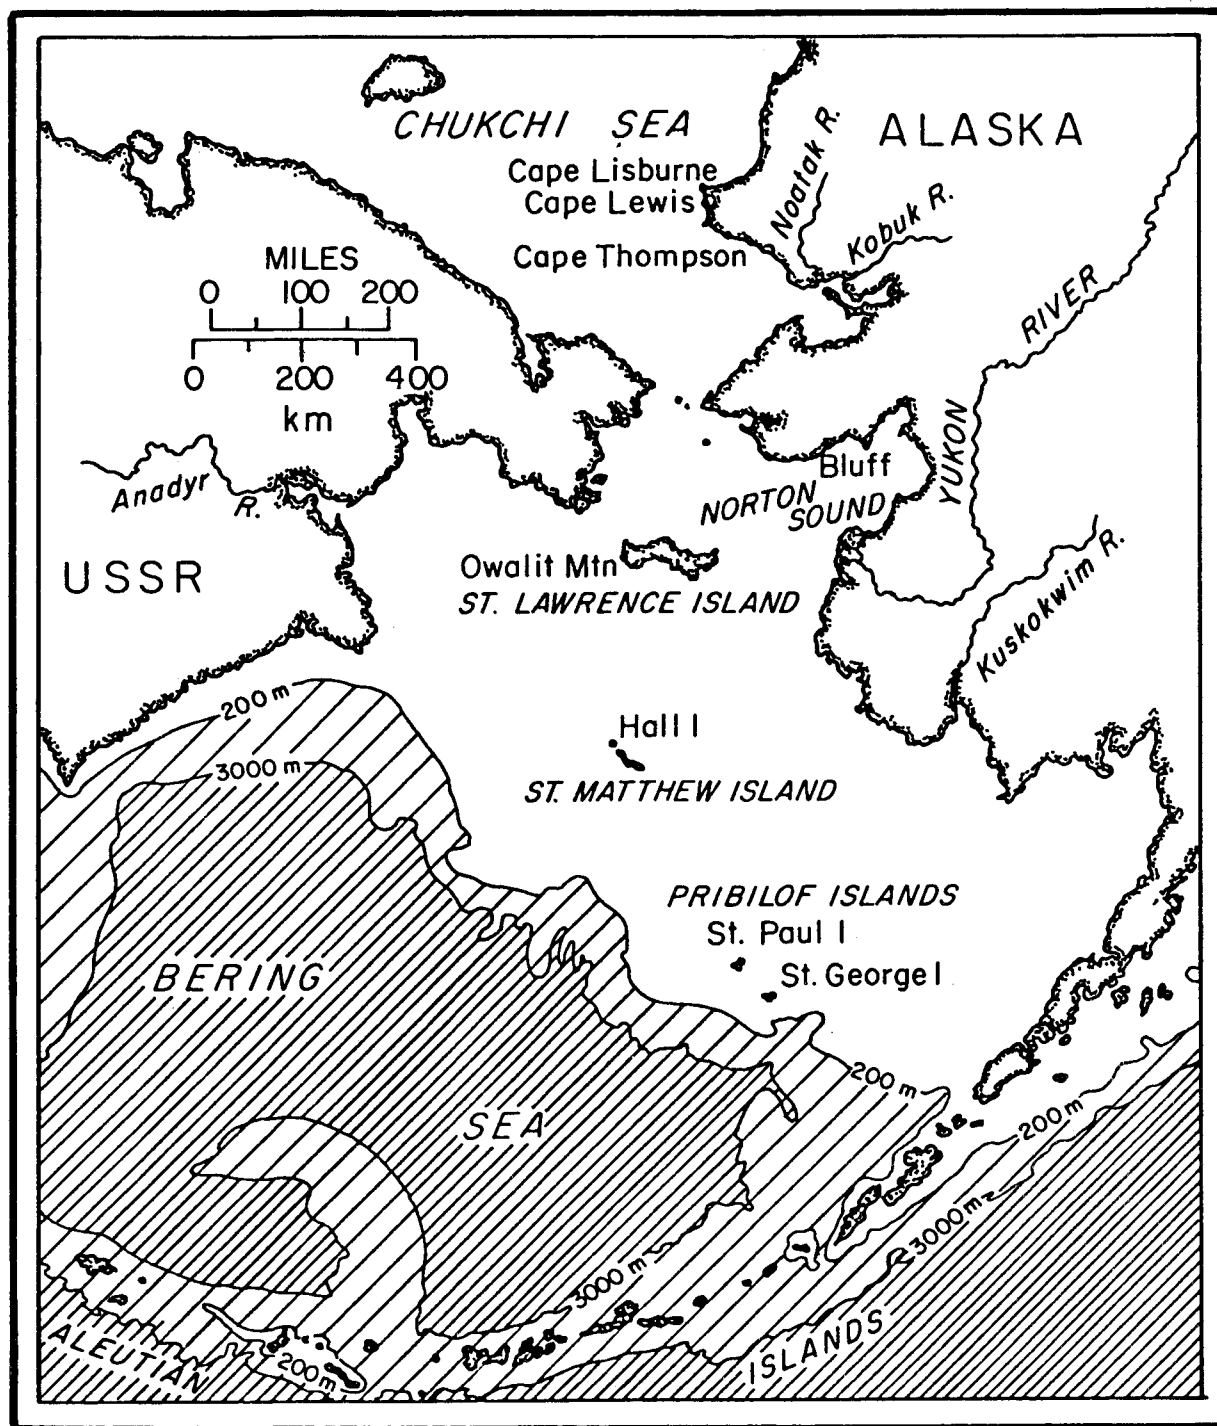 CHUKCHI SEA
ALASKA
Cape Lisburne
Cape Lewis
Noatak R.
Kobuk R.
Cape Thompson
MILES
0 100 200
0 200 400
km
RIVER
YUKON
Anadyr
R.
Bluff
NORTON
SOUND
USSR
Owalit Mtn
ST. LAWRENCE ISLAND
Kuskokwim R.
200 m
Hall I
3000 m
ST. MATTHEW ISLAND
PRIBILOF ISLANDS
St. Paul I
BERING
St. George I
200 m
SEA
200 m
3000 m
3000 m
ALEUTIAN
200 m
ISLANDS